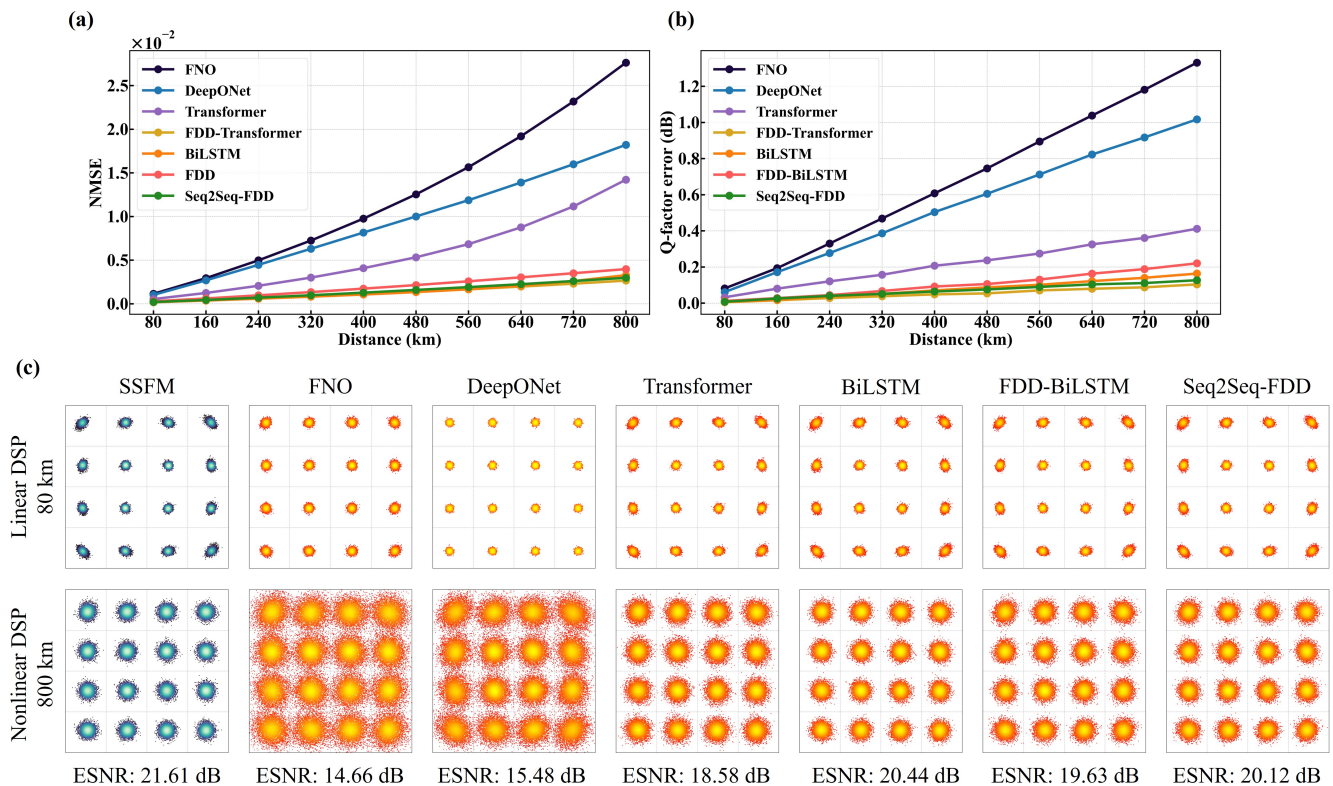 (a)
×10⁻²
NMSE
2.5
2.0
1.5
1.0
0.5
0.0
FNO
DeepONet
Transformer
FDD-Transformer
BiLSTM
FDD
Seq2Seq-FDD
80 160 240 320 400 480 560 640 720 800
Distance (km)
(b)
Q-factor error (dB)
1.2
1.0
0.8
0.6
0.4
0.2
0.0
FNO
DeepONet
Transformer
FDD-Transformer
BiLSTM
FDD-BiLSTM
Seq2Seq-FDD
80 160 240 320 400 480 560 640 720 800
Distance (km)
(c)
SSFM FNO DeepONet Transformer BiLSTM FDD-BiLSTM Seq2Seq-FDD
Linear DSP
80 km
Nonlinear DSP
800 km
ESNR: 21.61 dB ESNR: 14.66 dB ESNR: 15.48 dB ESNR: 18.58 dB ESNR: 20.44 dB ESNR: 19.63 dB ESNR: 20.12 dB